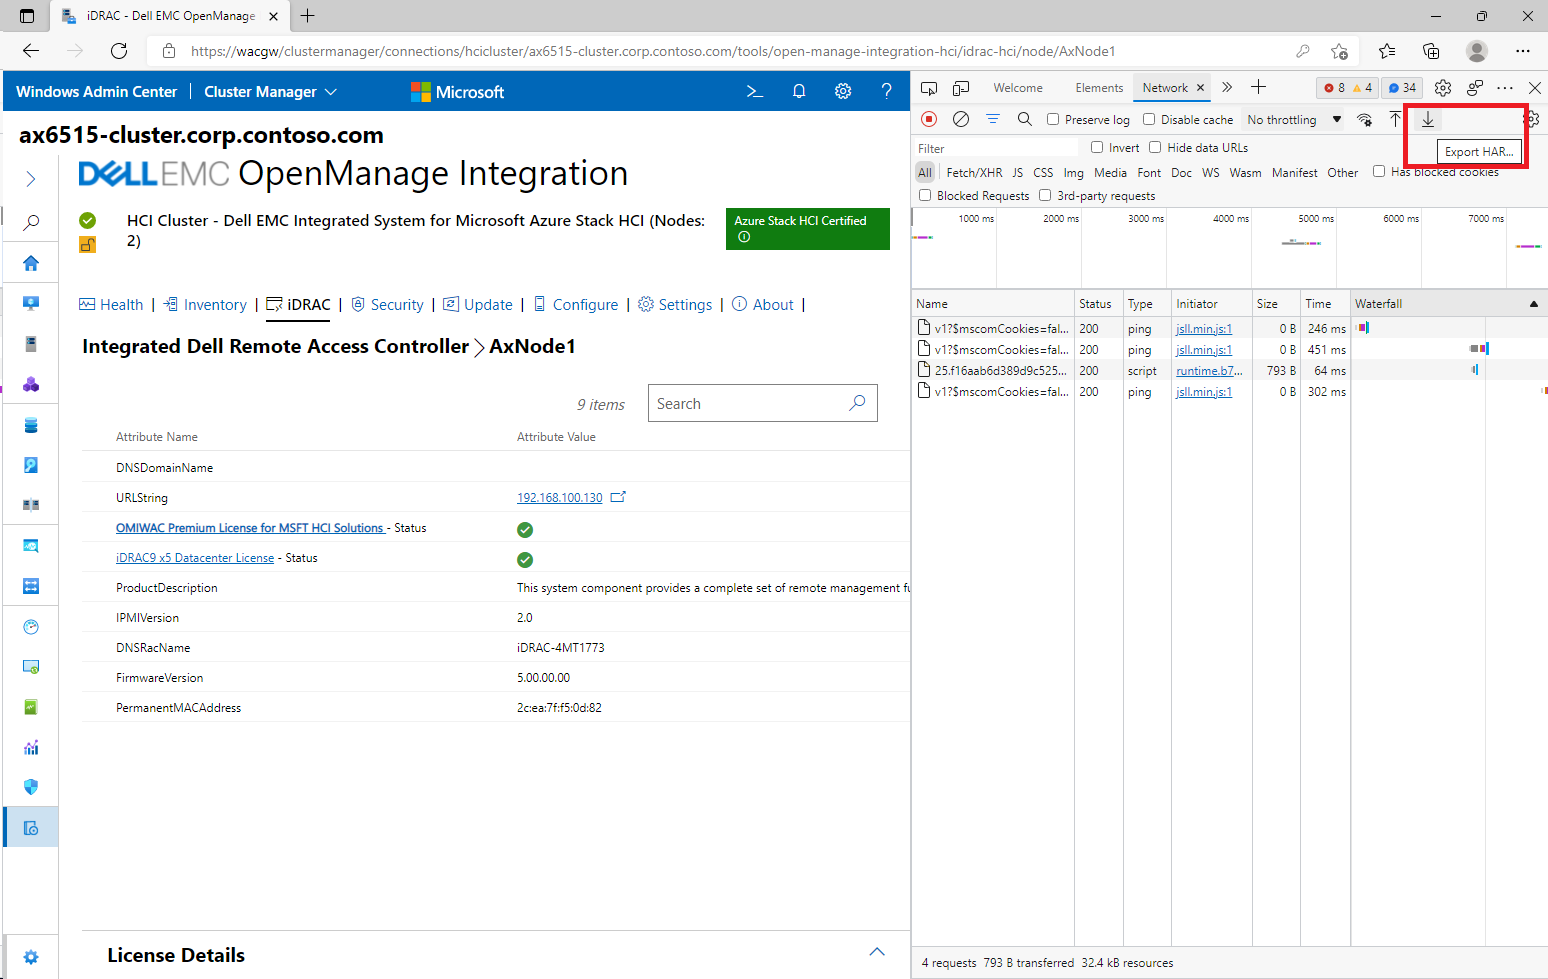 iDRAC - Dell EMC OpenManage
https://wacgw/clustermanager/connections/hcicluster/ax6515-cluster.corp.contoso.com/tools/open-manage-integration-hci/idrac-hci/node/AxNode1
Windows Admin Center | Cluster Manager
Microsoft
>_
?
ax6515-cluster.corp.contoso.com
DELLEMC OpenManage Integration
HCI Cluster - Dell EMC Integrated System for Microsoft Azure Stack HCI (Nodes:
2)
Azure Stack HCI Certified
Health | Inventory | iDRAC | Security | Update | Configure | Settings | About |
Integrated Dell Remote Access Controller > AxNode1
9 items
Search
Attribute Name Attribute Value
DNSDomainName
URLString 192.168.100.130
OMIWAC Premium License for MSFT HCI Solutions - Status
iDRAC9 x5 Datacenter License - Status
ProductDescription This system component provides a complete set of remote management fu
IPMIVersion 2.0
DNSRacName iDRAC-4MT1773
FirmwareVersion 5.00.00.00
PermanentMACAddress 2c:ea:7f:f5:0d:82
License Details
Welcome Elements Network 8 4 34
Preserve log Disable cache No throttling
Export HAR...
Filter Invert Hide data URLs
All Fetch/XHR JS CSS Img Media Font Doc WS Wasm Manifest Other Has blocked cookies
Blocked Requests 3rd-party requests
1000 ms 2000 ms 3000 ms 4000 ms 5000 ms 6000 ms 7000 ms
Name Status Type Initiator Size Time Waterfall
v1?$mscomCookies=fal... 200 ping jsll.min.js:1 0 B 246 ms
v1?$mscomCookies=fal... 200 ping jsll.min.js:1 0 B 451 ms
25.f16aab6d389d9c525... 200 script runtime.b7... 793 B 64 ms
v1?$mscomCookies=fal... 200 ping jsll.min.js:1 0 B 302 ms
4 requests 793 B transferred 32.4 kB resources